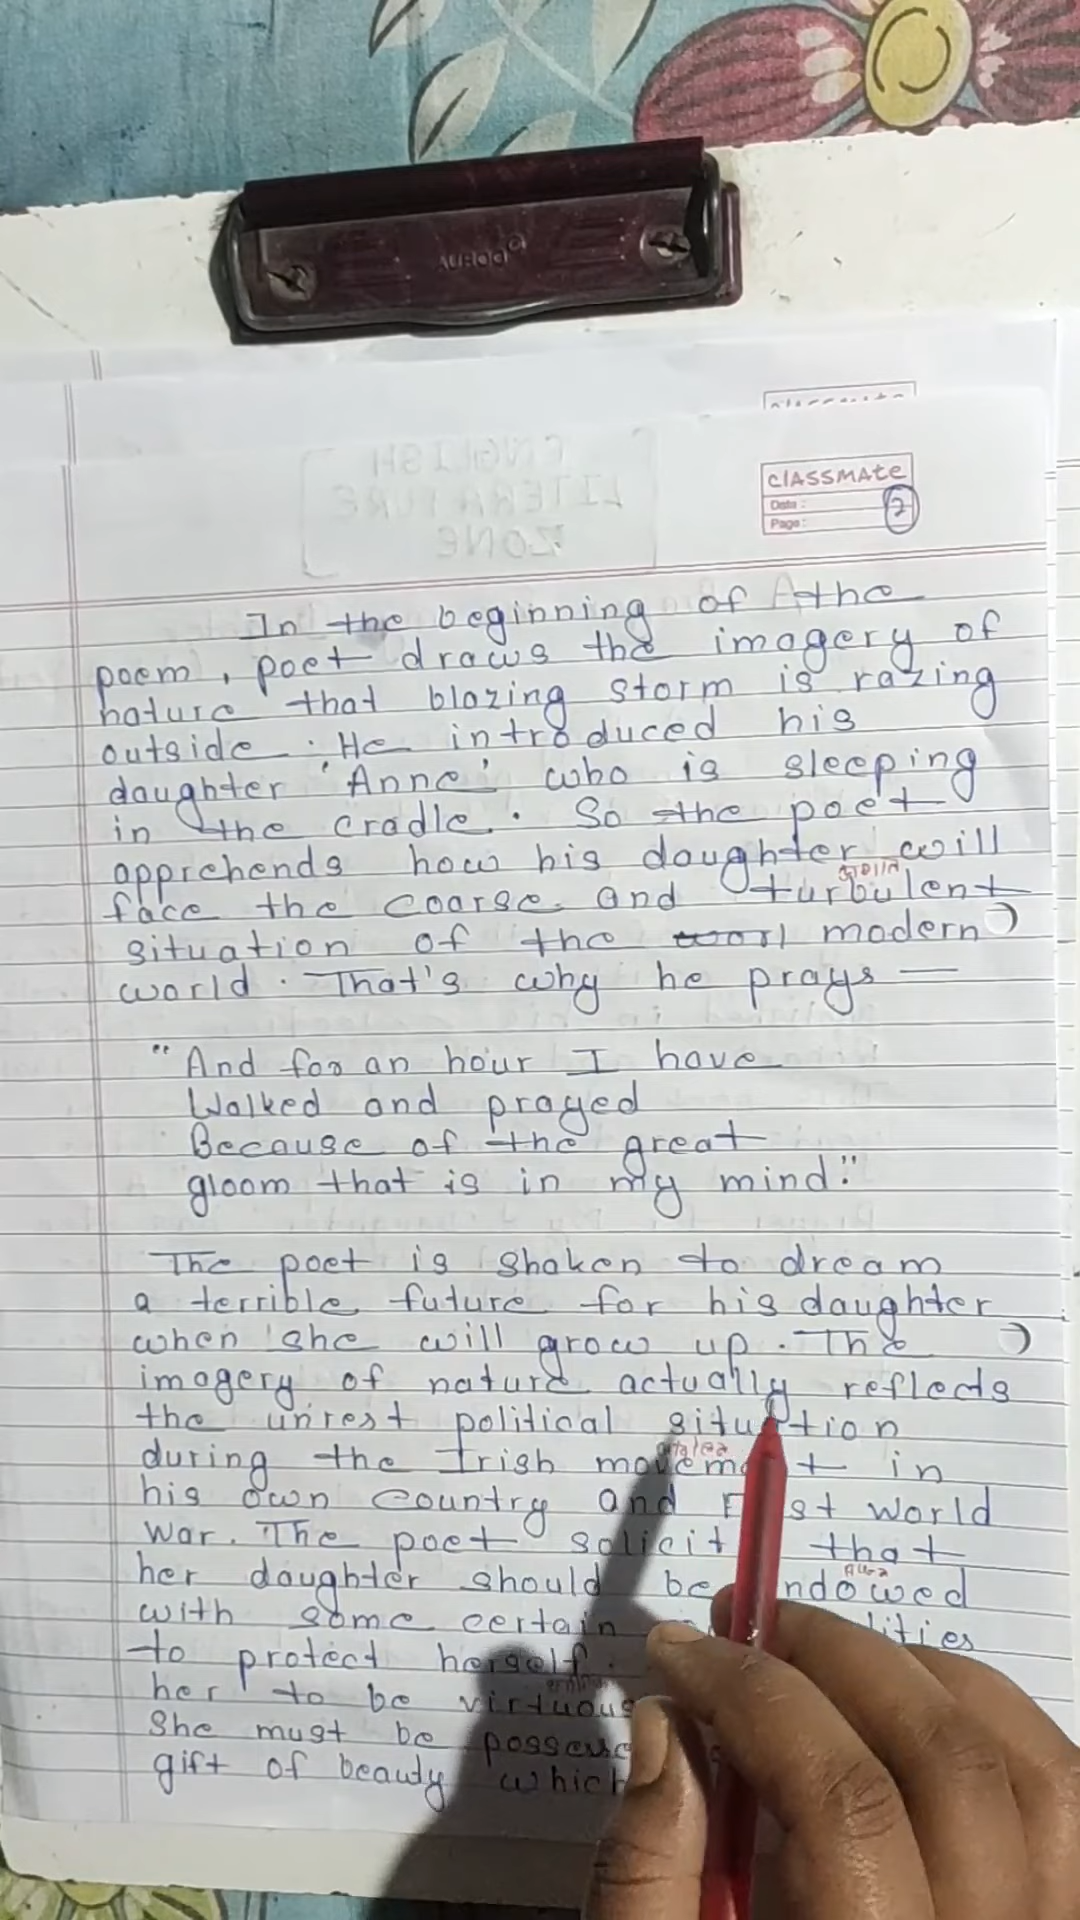 AUROO
CLASSMATE
Date :
Page :
2
ENGLISH
LITERATURE
ZONE
In the beginning of the
poem, poet draws the imagery of
nature that blazing storm is razing
outside. He introduced his
daughter 'Anne' who is sleeping
in the cradle. So the poet
apprehends how his daughter will
face the coarse and turbulent
situation of the modern
world. That's why he prays —
"And for an hour I have
Walked and prayed
Because of the great
gloom that is in my mind."
The poet is shaken to dream
a terrible future for his daughter
when she will grow up. The
imagery of nature actually reflects
the unrest political situation
during the Irish in
his own country and world
war. The poet solicit that
her daughter should be
with some certain
to protect herself.
her to be virtuous
She must be
gift of beauty which